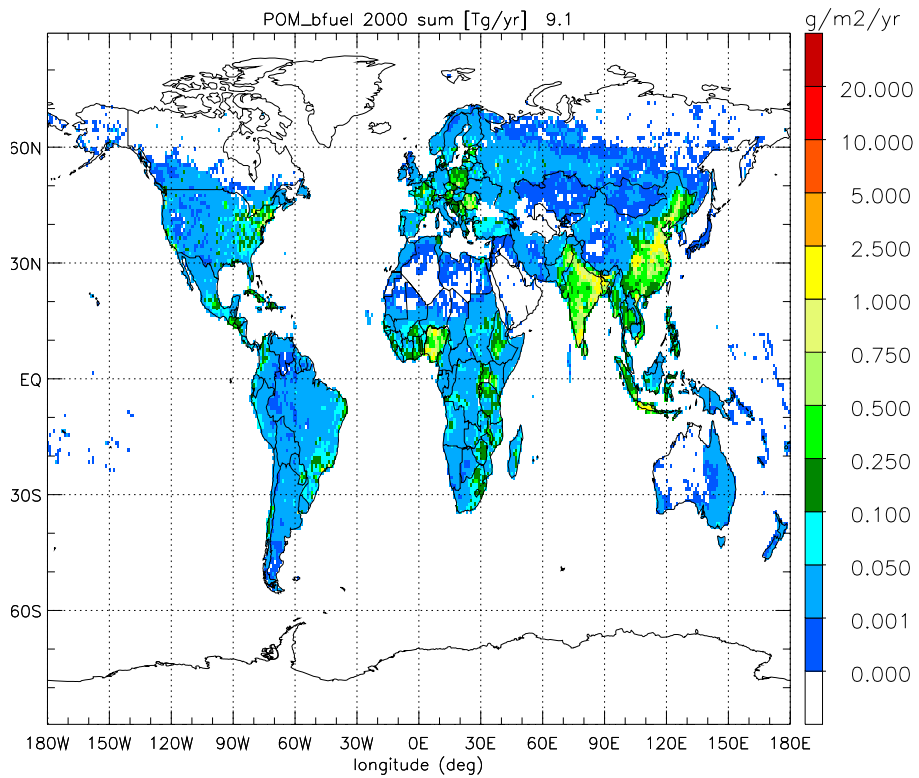 POM_bfuel 2000 sum [Tg/yr] 9.1
g/m2/yr
20.000
10.000
5.000
2.500
1.000
0.750
0.500
0.250
0.100
0.050
0.001
0.000
60N
30N
EQ
30S
60S
180W 150W 120W 90W 60W 30W 0E 30E 60E 90E 120E 150E 180E
longitude (deg)